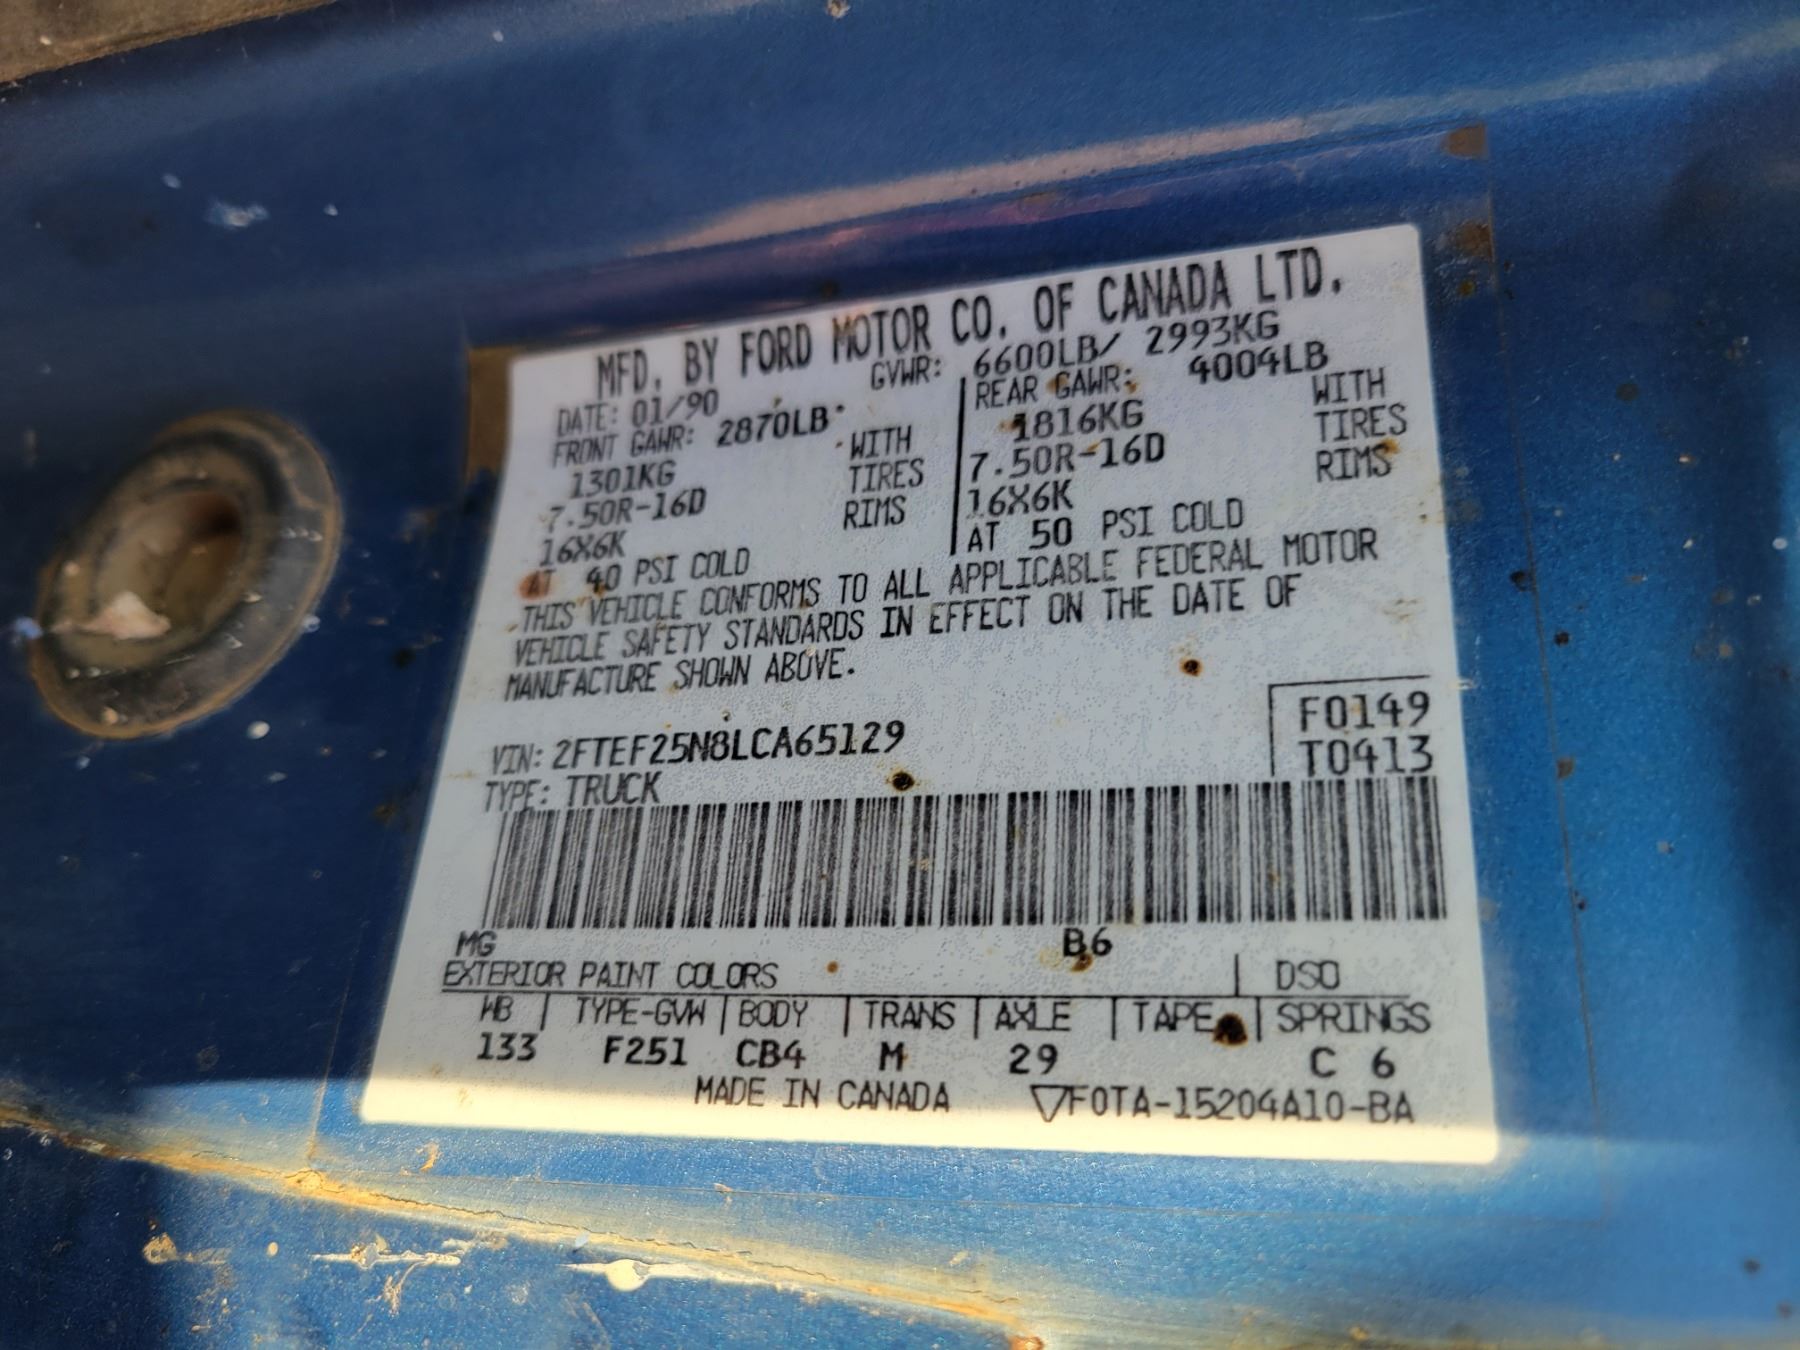 MFD. BY FORD MOTOR CO. OF CANADA LTD.
DATE: 01/90 GVWR: 6600LB/ 2993KG
FRONT GAWR: 2870LB REAR GAWR: 4004LB
1301KG WITH 1816KG WITH
7.50R-16D TIRES 7.50R-16D TIRES
16X6K RIMS 16X6K RIMS
AT 40 PSI COLD AT 50 PSI COLD
THIS VEHICLE CONFORMS TO ALL APPLICABLE FEDERAL MOTOR
VEHICLE SAFETY STANDARDS IN EFFECT ON THE DATE OF
MANUFACTURE SHOWN ABOVE.
F0149
VIN: 2FTEF25N8LCA65129 T0413
TYPE: TRUCK
MG B6
EXTERIOR PAINT COLORS DSO
WB TYPE-GVW BODY TRANS AXLE TAPE SPRINGS
133 F251 CB4 M 29 C 6
MADE IN CANADA F0TA-15204A10-BA